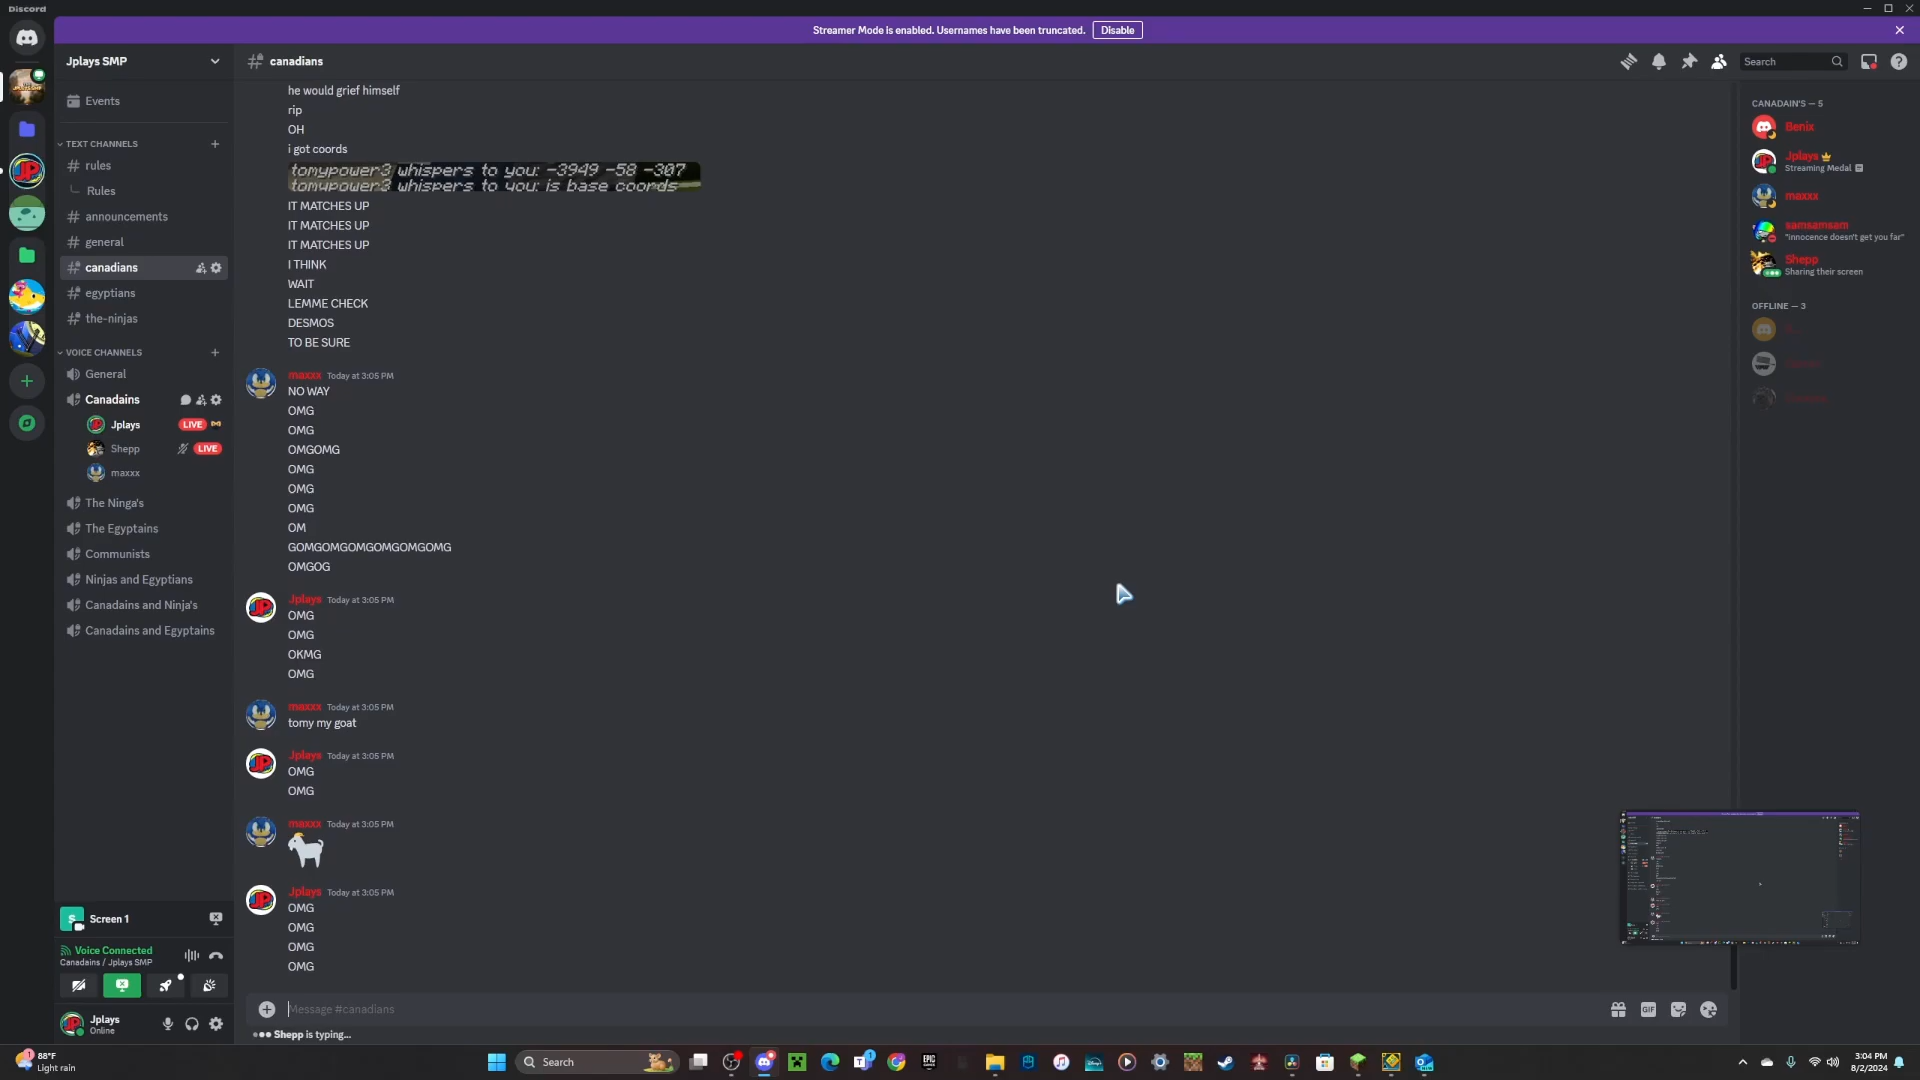 Discord
Streamer Mode is enabled. Usernames have been truncated.
Disable
Jplays SMP
canadians
Search
Events
TEXT CHANNELS
rules
Rules
announcements
general
canadians
egyptians
the-ninjas
VOICE CHANNELS
General
Canadains
Jplays
LIVE
Shepp
LIVE
maxxx
The Ninga's
The Egyptains
Communists
Ninjas and Egyptians
Canadains and Ninja's
Canadains and Egyptains
Screen 1
Voice Connected
Canadains / Jplays SMP
Jplays
Online
he would grief himself
rip
OH
i got coords
tomypower3 whispers to you: -3949 -58 -307
tomypower3 whispers to you: is base coords
IT MATCHES UP
IT MATCHES UP
IT MATCHES UP
I THINK
WAIT
LEMME CHECK
DESMOS
TO BE SURE
maxxx Today at 3:05 PM
NO WAY
OMG
OMG
OMGOMG
OMG
OMG
OMG
OM
GOMGOMGOMGOMGOMGOMG
OMGOG
Jplays Today at 3:05 PM
OMG
OMG
OKMG
OMG
maxxx Today at 3:05 PM
tomy my goat
Jplays Today at 3:05 PM
OMG
OMG
maxxx Today at 3:05 PM
Jplays Today at 3:05 PM
OMG
OMG
OMG
OMG
Message #canadians
GIF
Shepp is typing...
CANADAIN'S — 5
Benix
Jplays
Streaming Medal
maxxx
samsamsam
"innocence doesn't get you far"
Shepp
Sharing their screen
OFFLINE — 3
88°F
Light rain
Search
EPIC
3:04 PM
8/2/2024